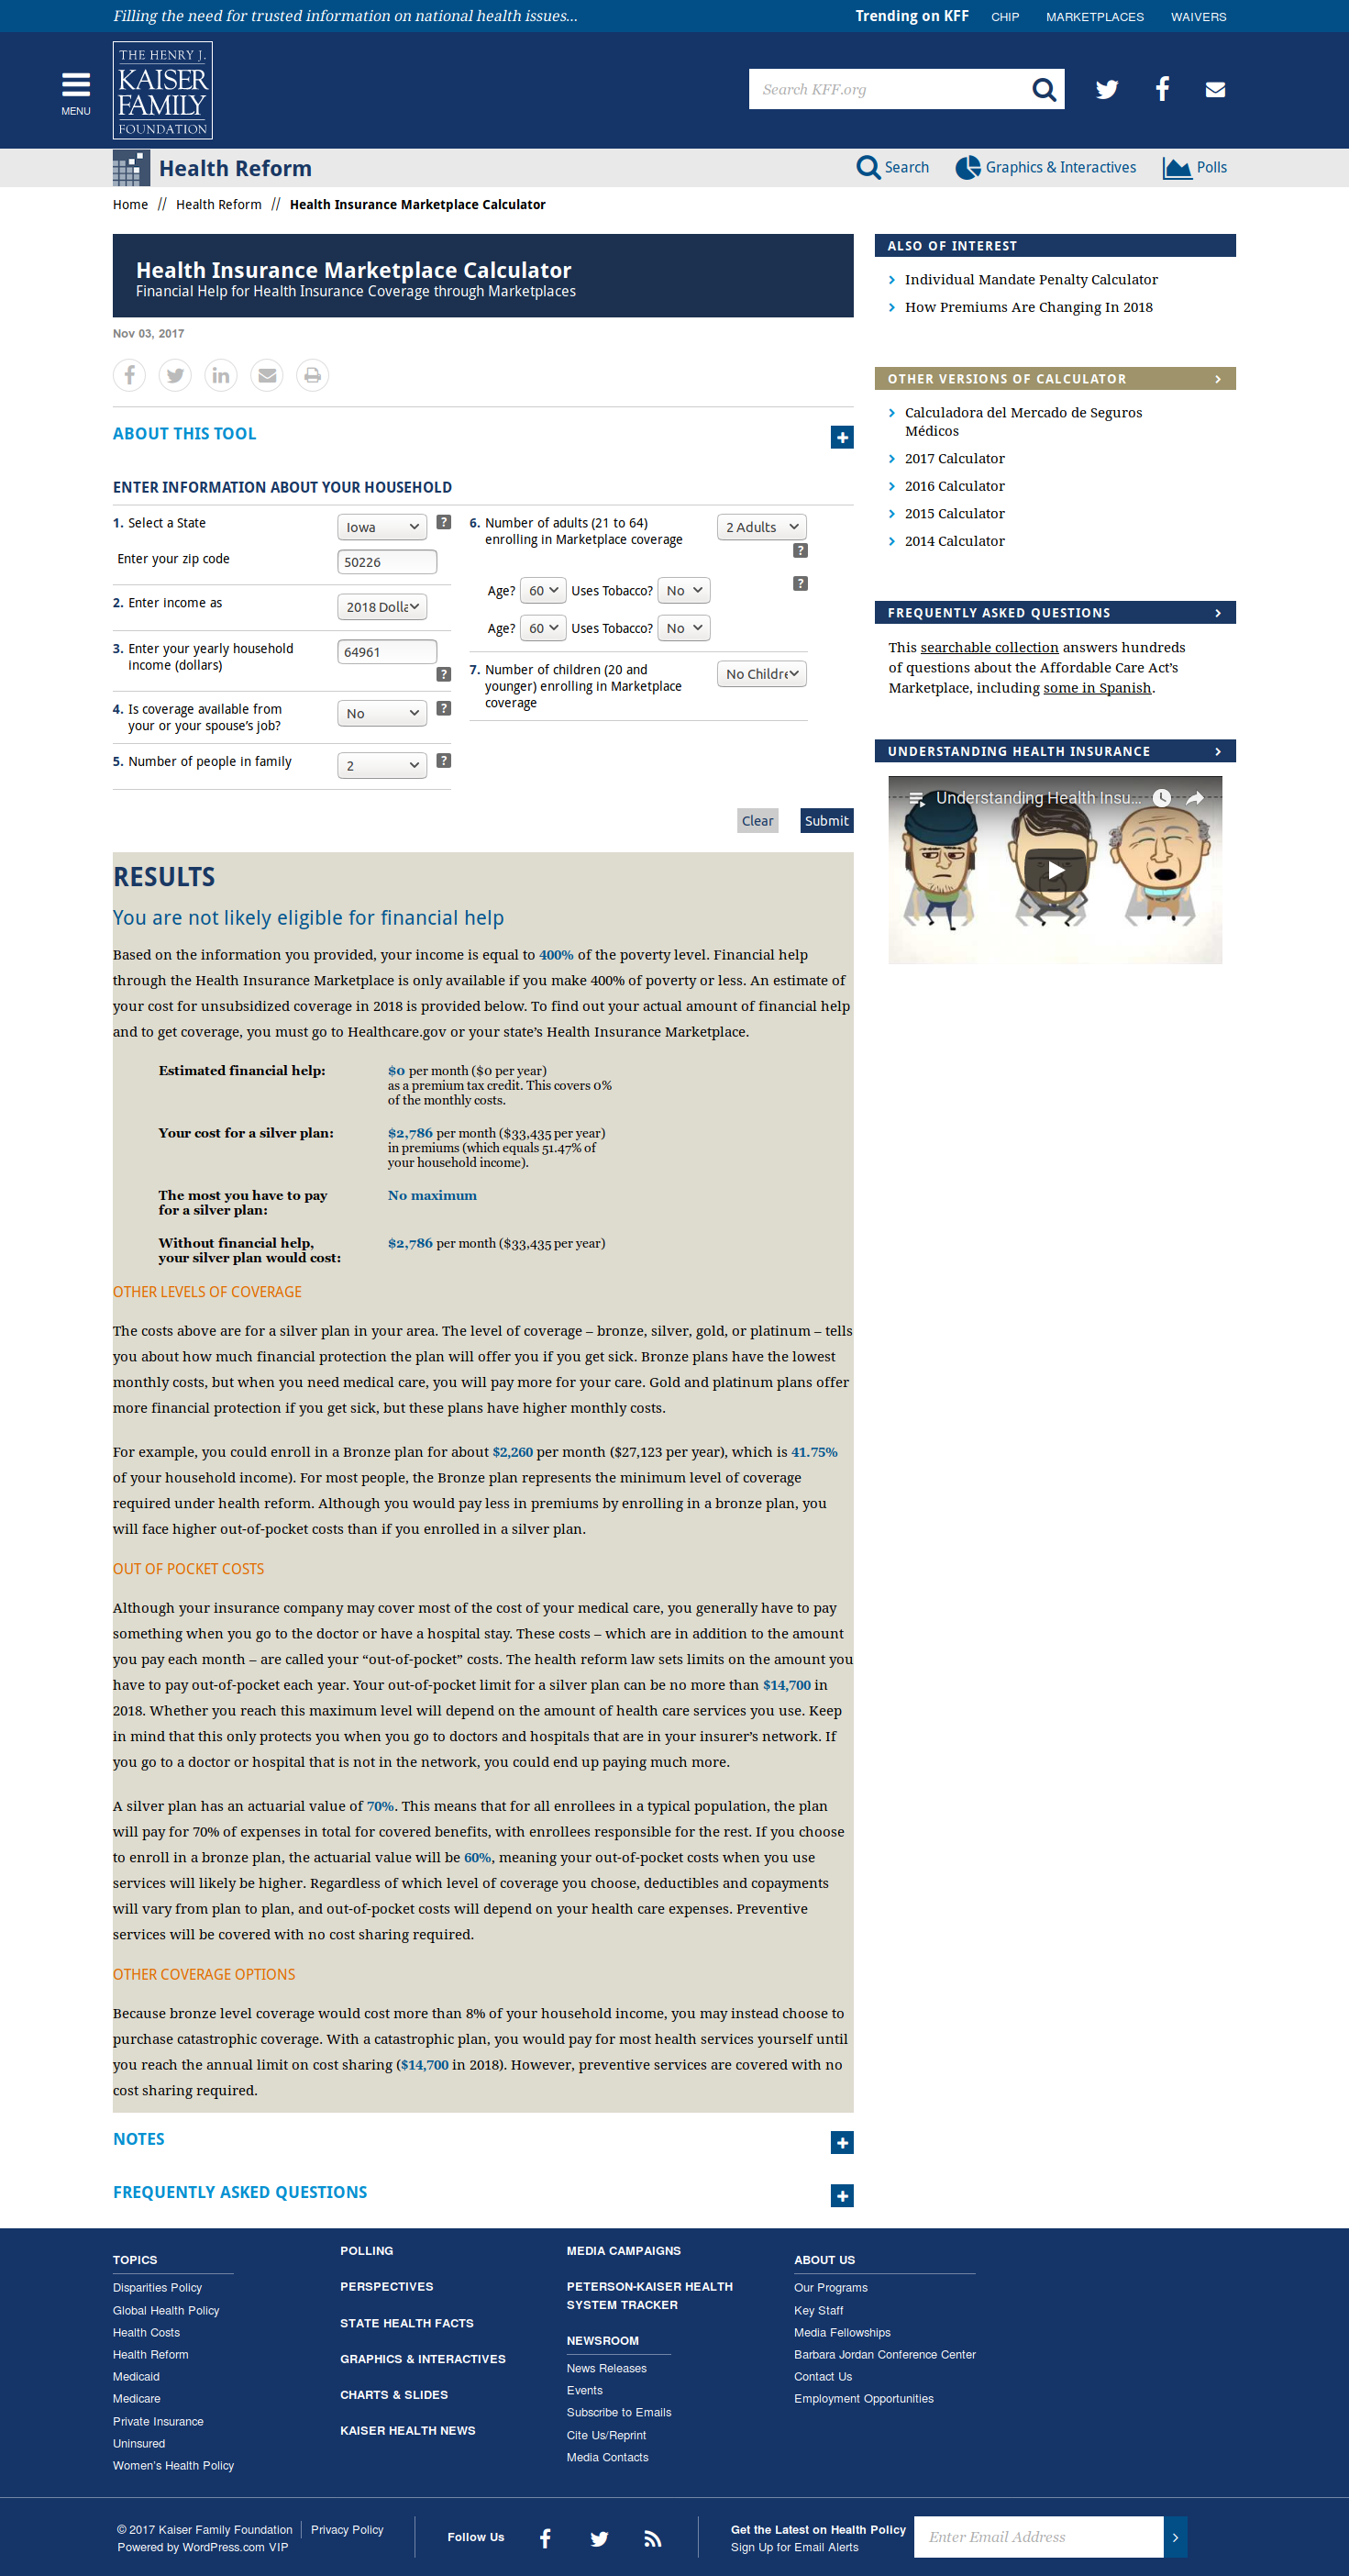 Filling the need for trusted information on national health issues...
Trending on KFF CHIP MARKETPLACES WAIVERS
MENU
THE HENRY J.
KAISER
FAMILY
FOUNDATION
Search KFF.org
Health Reform
Search Graphics & Interactives Polls
Home // Health Reform // Health Insurance Marketplace Calculator
Health Insurance Marketplace Calculator
Financial Help for Health Insurance Coverage through Marketplaces
Nov 03, 2017
ABOUT THIS TOOL
ENTER INFORMATION ABOUT YOUR HOUSEHOLD
1. Select a State Iowa ?
Enter your zip code 50226
2. Enter income as 2018 Dolla
3. Enter your yearly household
income (dollars) 64961
?
4. Is coverage available from
your or your spouse's job? No ?
5. Number of people in family 2 ?
6. Number of adults (21 to 64)
enrolling in Marketplace coverage 2 Adults
?
Age? 60 Uses Tobacco? No ?
Age? 60 Uses Tobacco? No
7. Number of children (20 and
younger) enrolling in Marketplace
coverage No Childre
Clear Submit
RESULTS
You are not likely eligible for financial help
Based on the information you provided, your income is equal to 400% of the poverty level. Financial help
through the Health Insurance Marketplace is only available if you make 400% of poverty or less. An estimate of
your cost for unsubsidized coverage in 2018 is provided below. To find out your actual amount of financial help
and to get coverage, you must go to Healthcare.gov or your state's Health Insurance Marketplace.
Estimated financial help: $0 per month ($0 per year)
as a premium tax credit. This covers 0%
of the monthly costs.
Your cost for a silver plan: $2,786 per month ($33,435 per year)
in premiums (which equals 51.47% of
your household income).
The most you have to pay
for a silver plan: No maximum
Without financial help,
your silver plan would cost: $2,786 per month ($33,435 per year)
OTHER LEVELS OF COVERAGE
The costs above are for a silver plan in your area. The level of coverage – bronze, silver, gold, or platinum – tells
you about how much financial protection the plan will offer you if you get sick. Bronze plans have the lowest
monthly costs, but when you need medical care, you will pay more for your care. Gold and platinum plans offer
more financial protection if you get sick, but these plans have higher monthly costs.
For example, you could enroll in a Bronze plan for about $2,260 per month ($27,123 per year), which is 41.75%
of your household income). For most people, the Bronze plan represents the minimum level of coverage
required under health reform. Although you would pay less in premiums by enrolling in a bronze plan, you
will face higher out-of-pocket costs than if you enrolled in a silver plan.
OUT OF POCKET COSTS
Although your insurance company may cover most of the cost of your medical care, you generally have to pay
something when you go to the doctor or have a hospital stay. These costs – which are in addition to the amount
you pay each month – are called your “out-of-pocket” costs. The health reform law sets limits on the amount you
have to pay out-of-pocket each year. Your out-of-pocket limit for a silver plan can be no more than $14,700 in
2018. Whether you reach this maximum level will depend on the amount of health care services you use. Keep
in mind that this only protects you when you go to doctors and hospitals that are in your insurer's network. If
you go to a doctor or hospital that is not in the network, you could end up paying much more.
A silver plan has an actuarial value of 70%. This means that for all enrollees in a typical population, the plan
will pay for 70% of expenses in total for covered benefits, with enrollees responsible for the rest. If you choose
to enroll in a bronze plan, the actuarial value will be 60%, meaning your out-of-pocket costs when you use
services will likely be higher. Regardless of which level of coverage you choose, deductibles and copayments
will vary from plan to plan, and out-of-pocket costs will depend on your health care expenses. Preventive
services will be covered with no cost sharing required.
OTHER COVERAGE OPTIONS
Because bronze level coverage would cost more than 8% of your household income, you may instead choose to
purchase catastrophic coverage. With a catastrophic plan, you would pay for most health services yourself until
you reach the annual limit on cost sharing ($14,700 in 2018). However, preventive services are covered with no
cost sharing required.
NOTES
FREQUENTLY ASKED QUESTIONS
ALSO OF INTEREST
Individual Mandate Penalty Calculator
How Premiums Are Changing In 2018
OTHER VERSIONS OF CALCULATOR
Calculadora del Mercado de Seguros
Médicos
2017 Calculator
2016 Calculator
2015 Calculator
2014 Calculator
FREQUENTLY ASKED QUESTIONS
This searchable collection answers hundreds
of questions about the Affordable Care Act's
Marketplace, including some in Spanish.
UNDERSTANDING HEALTH INSURANCE
Understanding Health Insu...
TOPICS
Disparities Policy
Global Health Policy
Health Costs
Health Reform
Medicaid
Medicare
Private Insurance
Uninsured
Women's Health Policy
POLLING
PERSPECTIVES
STATE HEALTH FACTS
GRAPHICS & INTERACTIVES
CHARTS & SLIDES
KAISER HEALTH NEWS
MEDIA CAMPAIGNS
PETERSON-KAISER HEALTH
SYSTEM TRACKER
NEWSROOM
News Releases
Events
Subscribe to Emails
Cite Us/Reprint
Media Contacts
ABOUT US
Our Programs
Key Staff
Media Fellowships
Barbara Jordan Conference Center
Contact Us
Employment Opportunities
© 2017 Kaiser Family Foundation Privacy Policy
Powered by WordPress.com VIP
Follow Us
Get the Latest on Health Policy
Sign Up for Email Alerts
Enter Email Address